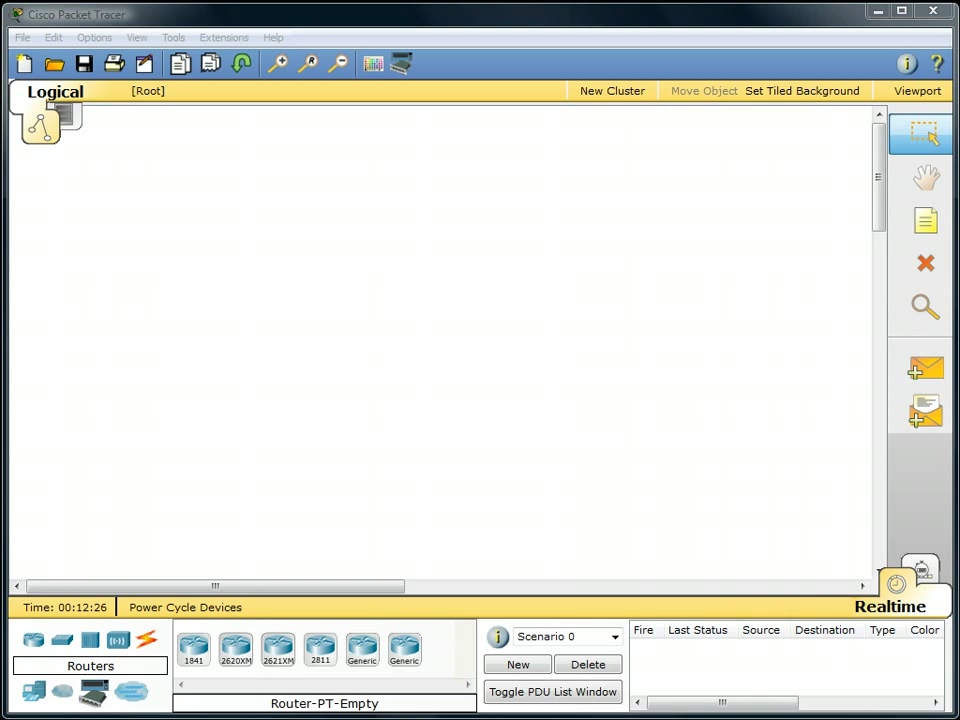 Cisco Packet Tracer
File Edit Options View Tools Extensions Help
Logical [Root] New Cluster Move Object Set Tiled Background Viewport
Time: 00:12:26 Power Cycle Devices Realtime
Routers
1841 2620XM 2621XM 2811 Generic Generic
Router-PT-Empty
Scenario 0
New Delete
Toggle PDU List Window
Fire Last Status Source Destination Type Color